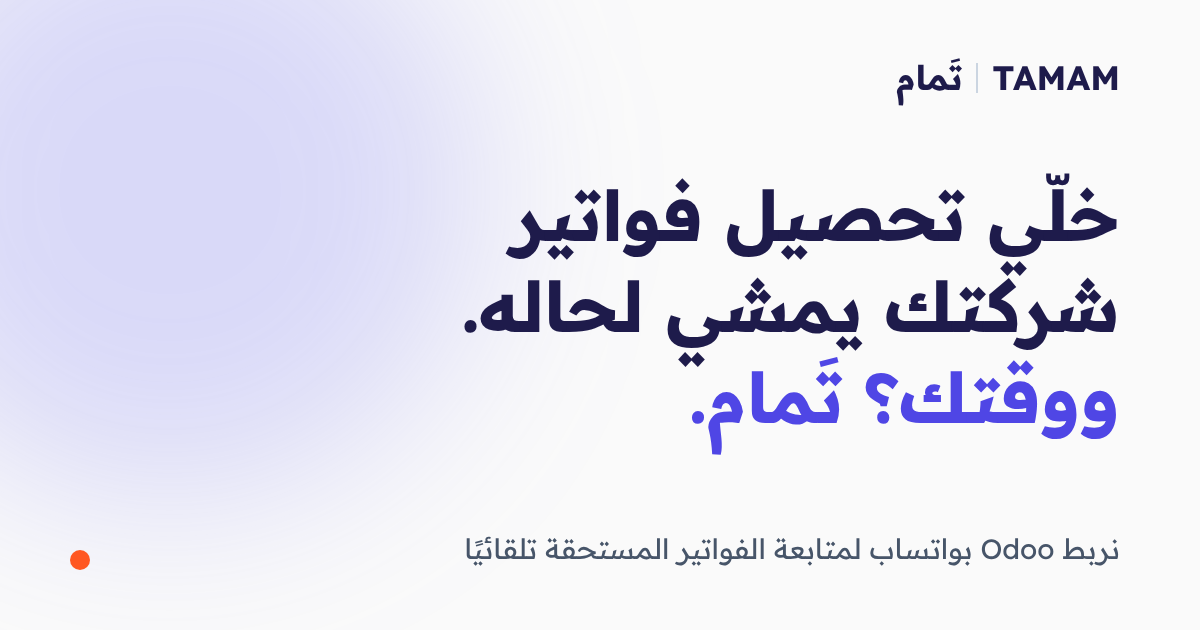 TAMAM | تَمام
خلّي تحصيل فواتير
شركتك يمشي لحاله.
ووقتك؟ تَمام.
نربط Odoo بواتساب لمتابعة الفواتير المستحقة تلقائيًا